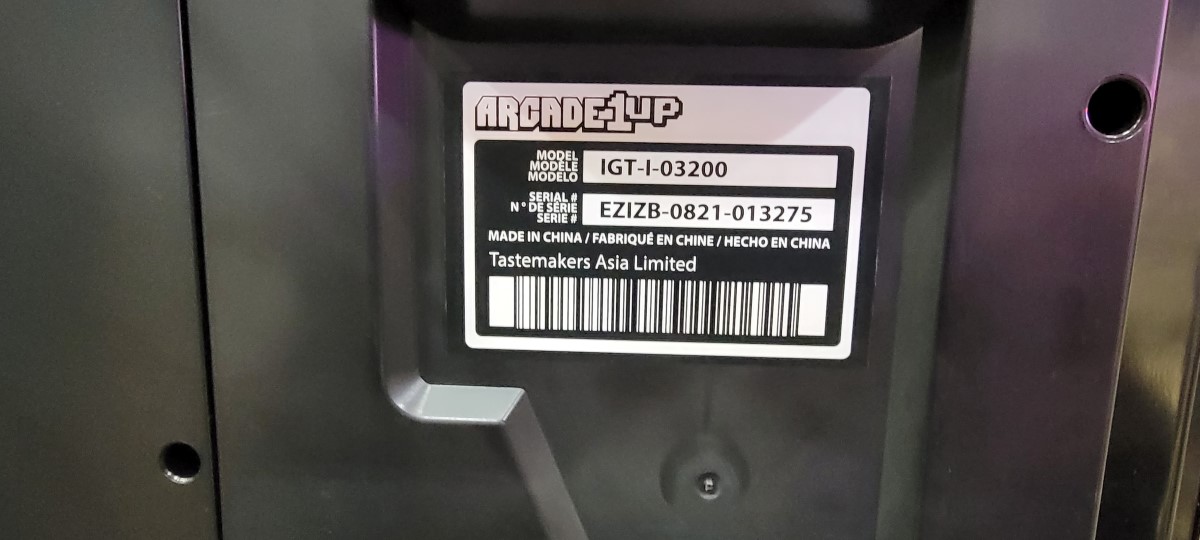 ARCADE1UP
MODEL
MODÈLE
MODELO
IGT-I-03200
SERIAL #
N° DE SÉRIE
SERIE #
EZIZB-0821-013275
MADE IN CHINA / FABRIQUÉ EN CHINE / HECHO EN CHINA
Tastemakers Asia Limited